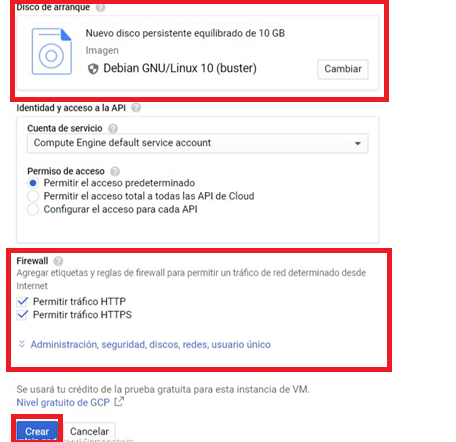 Disco de arranque
Nuevo disco persistente equilibrado de 10 GB
Imagen
Debian GNU/Linux 10 (buster)
Cambiar
Identidad y acceso a la API
Cuenta de servicio
Compute Engine default service account
Permiso de acceso
Permitir el acceso predeterminado
Permitir el acceso total a todas las API de Cloud
Configurar el acceso para cada API
Firewall
Agregar etiquetas y reglas de firewall para permitir un tráfico de red determinado desde
Internet
Permitir tráfico HTTP
Permitir tráfico HTTPS
Administración, seguridad, discos, redes, usuario único
Se usará tu crédito de la prueba gratuita para esta instancia de VM.
Nivel gratuito de GCP
Crear
Cancelar